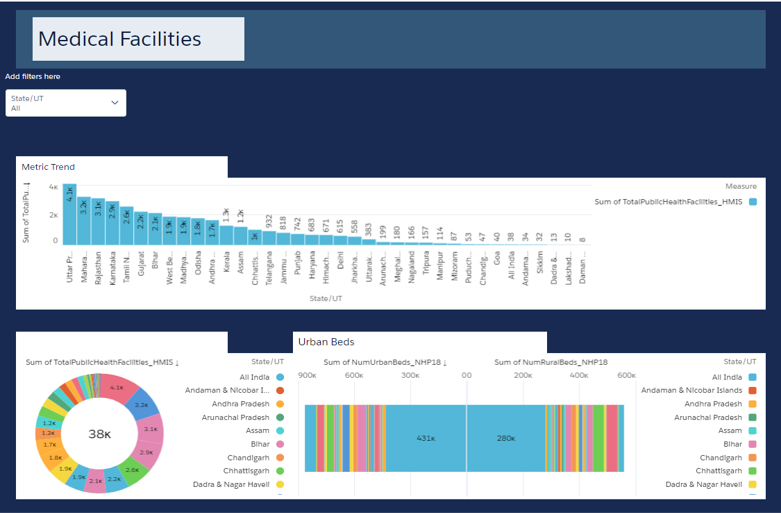 Medical Facilities
Add filters here
State/UT
All
Metric Trend
Measure
Sum of TotalPublicHealthFacilities_HMIS
Sum of TotalPu...↓
4K
2K
0
4.1K 3.2K 3.1K 2.9K 2.6K 2.2K 2.1K 1.9K 1.9K 1.8K 1.7K 1.3K 1.2K 1K 932 818 742 683 671 615 558 383 199 180 166 157 114 87 53 47 40 38 34 32 13 10 8
Uttar Pr... Mahara... Rajasthan Karnataka Tamil N... Gujarat Bihar West Be... Madhya... Odisha Andhra ... Kerala Assam Chhattis... Telangana Jammu ... Punjab Haryana Himach... Delhi Jharkha... Uttarak... Arunach... Meghal... Nagaland Tripura Manipur Mizoram Puduch... Chandig... Goa All India Andama... Sikkim Dadra &... Lakshad... Daman ...
State/UT
Sum of TotalPublicHealthFacilities_HMIS ↓
State/UT
All India
Andaman & Nicobar I...
Andhra Pradesh
Arunachal Pradesh
Assam
Bihar
Chandigarh
Chhattisgarh
Dadra & Nagar Haveli
38K
4.1K
3.2K
3.1K
2.9K
2.6K
2.2K
2.1K
1.9K
1.9K
1.8K
1.7K
1.2K
1.2K
Urban Beds
Sum of NumUrbanBeds_NHP18 ↓
Sum of NumRuralBeds_NHP18
State/UT
900K 600K 300K 00 200K 400K 600K
431K 280K
All India
Andaman & Nicobar Islands
Andhra Pradesh
Arunachal Pradesh
Assam
Bihar
Chandigarh
Chhattisgarh
Dadra & Nagar Haveli